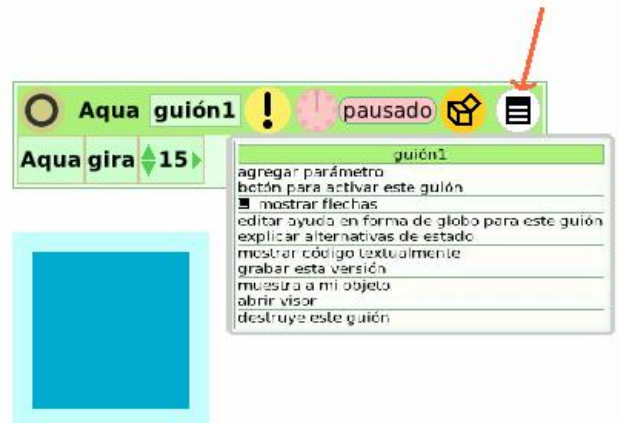 Aqua guión1 ! pausado
Aqua gira 15
guión1
agregar parámetro
botón para activar este guión
mostrar flechas
editar ayuda en forma de globo para este guión
explicar alternativas de estado
mostrar código textualmente
grabar esta versión
muestra a mi objeto
abrir visor
destruye este guión